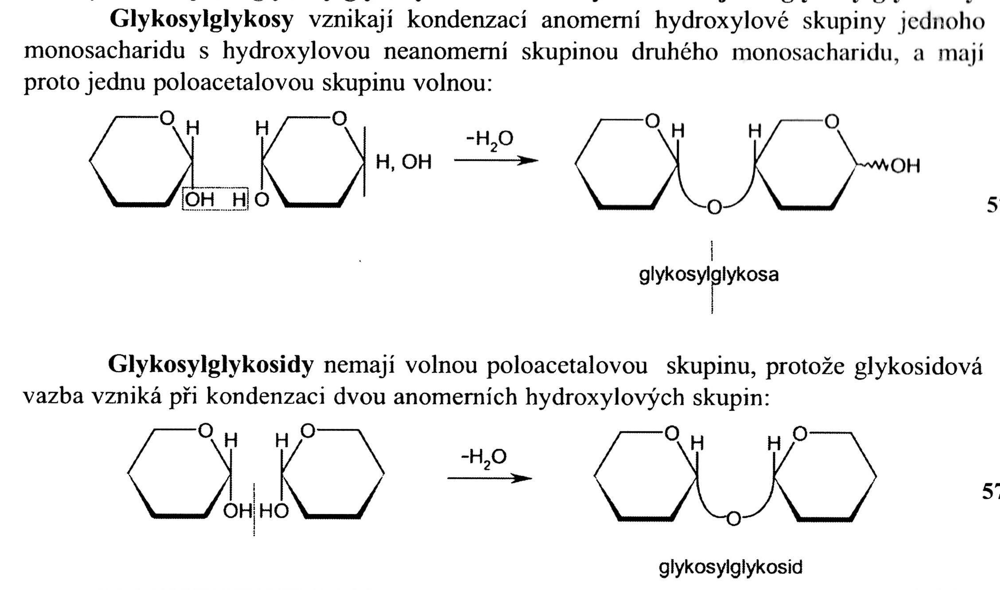 Glykosylglykosy vznikají kondenzací anomerní hydroxylové skupiny jednoho
monosacharidu s hydroxylovou neanomerní skupinou druhého monosacharidu, a mají
proto jednu poloacetalovou skupinu volnou:
O H H O -H2O O H H O
H, OH OH
OH H O O
glykosylglykosa
Glykosylglykosidy nemají volnou poloacetalovou skupinu, protože glykosidová
vazba vzniká při kondenzaci dvou anomerních hydroxylových skupin:
O H H O -H2O O H H O
OH HO O
glykosylglykosid